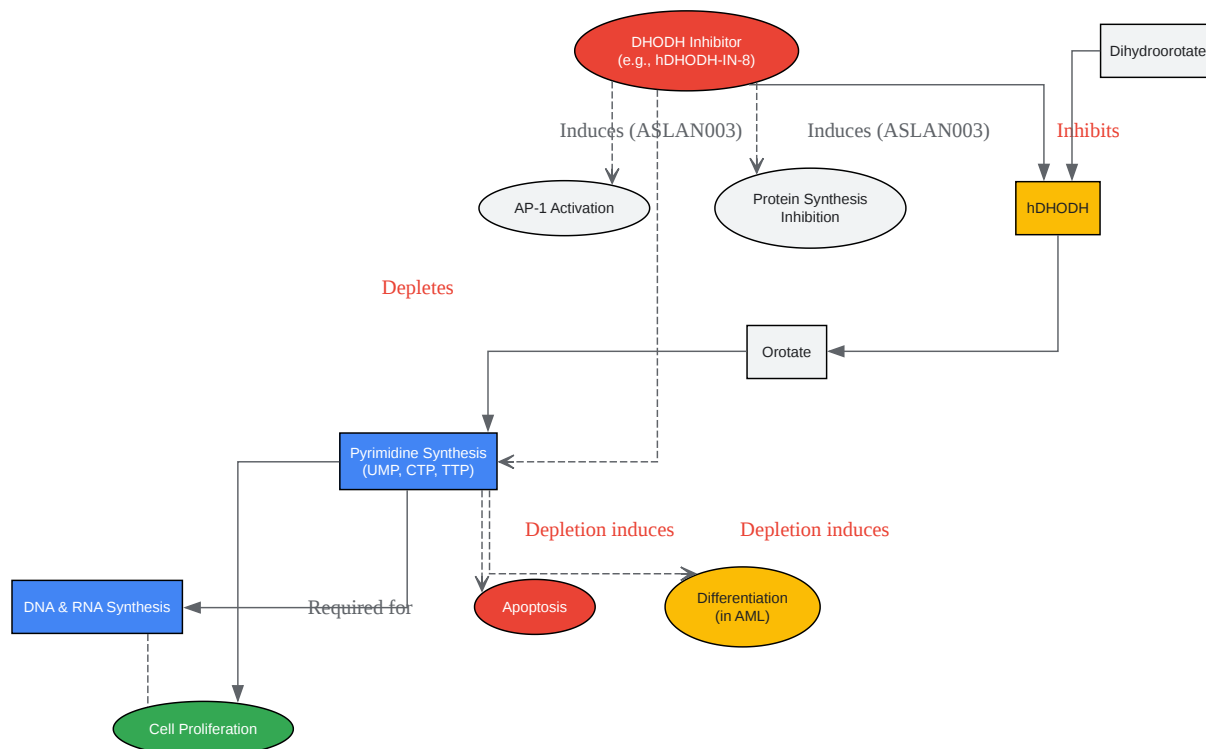 DHODH Inhibitor
(e.g., hDHODH-IN-8)
Dihydroorotate
Induces (ASLAN003)
Induces (ASLAN003)
Inhibits
AP-1 Activation
Protein Synthesis
Inhibition
hDHODH
Depletes
Orotate
Pyrimidine Synthesis
(UMP, CTP, TTP)
Depletion induces
Depletion induces
DNA & RNA Synthesis
Required for
Apoptosis
Differentiation
(in AML)
Cell Proliferation